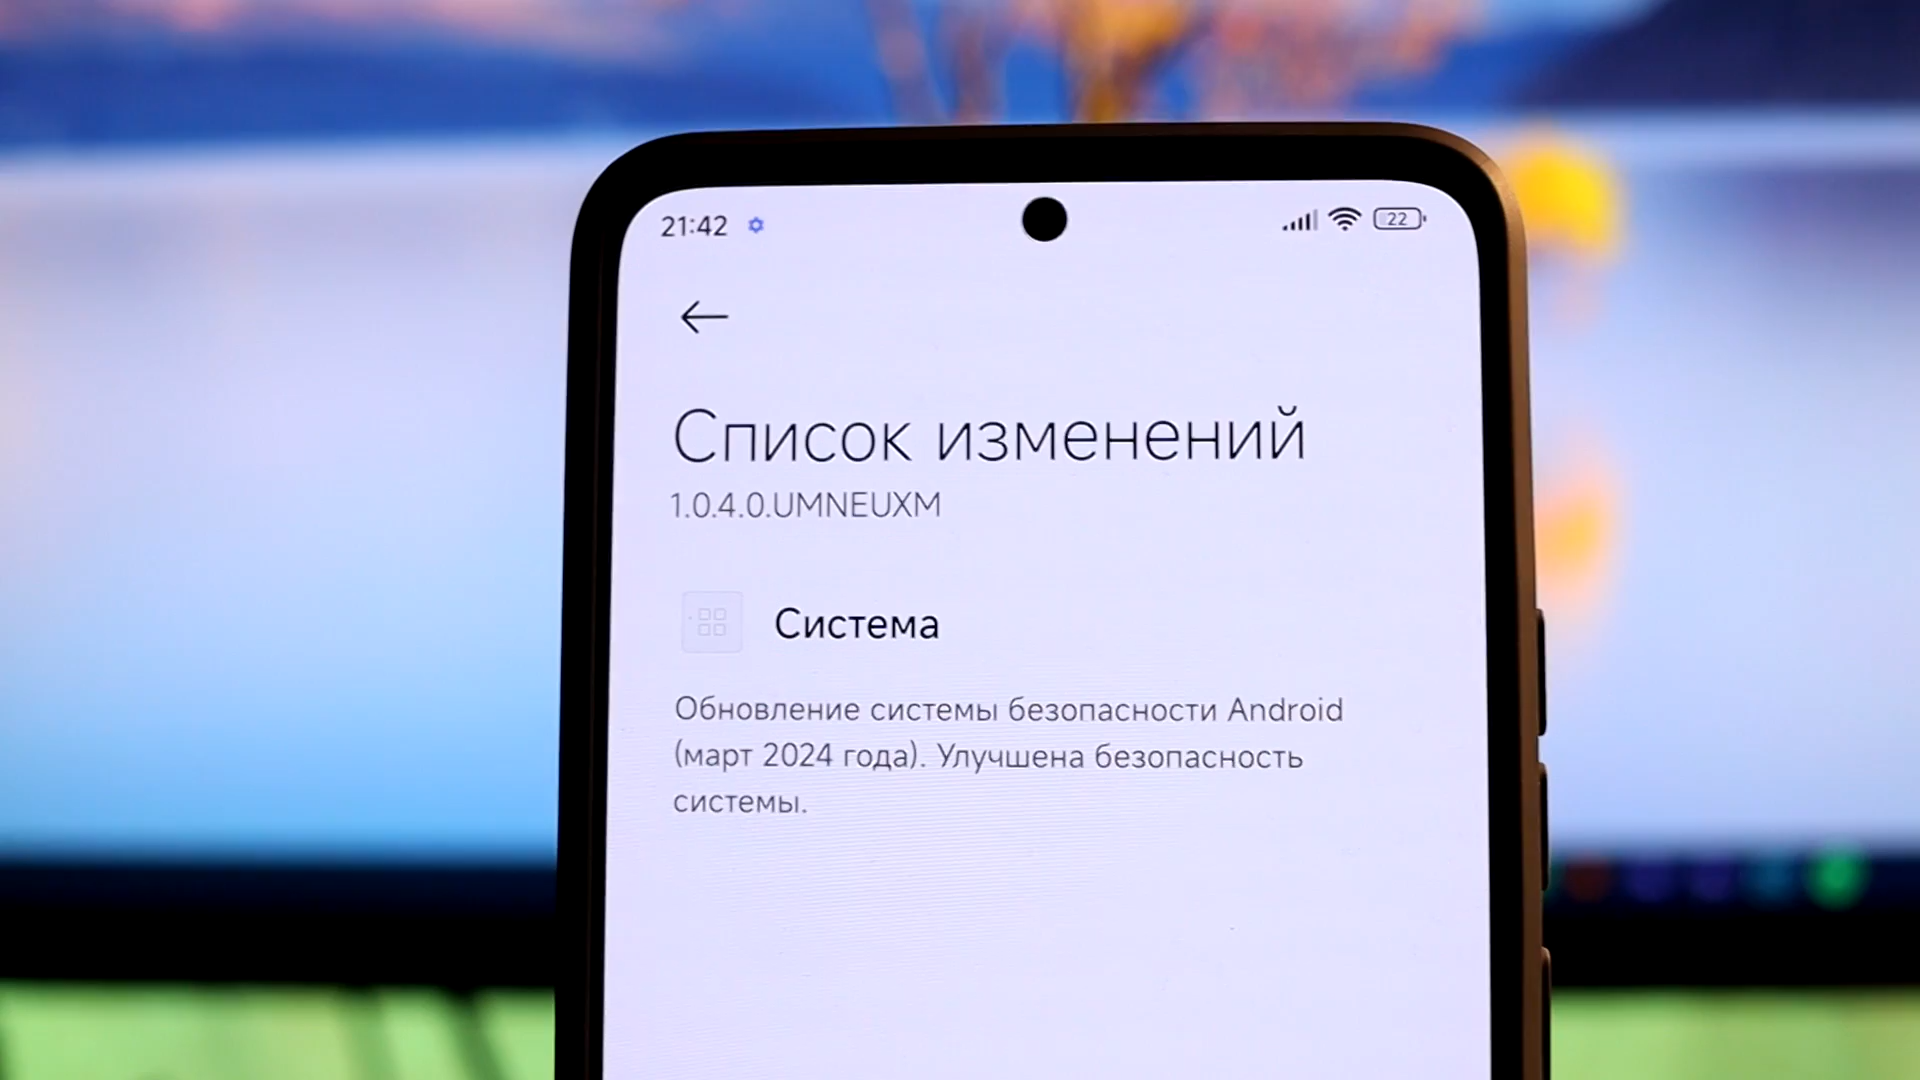 21:42
22
Список изменений
1.0.4.0.UMNEUXM
Система
Обновление системы безопасности Android
(март 2024 года). Улучшена безопасность
системы.